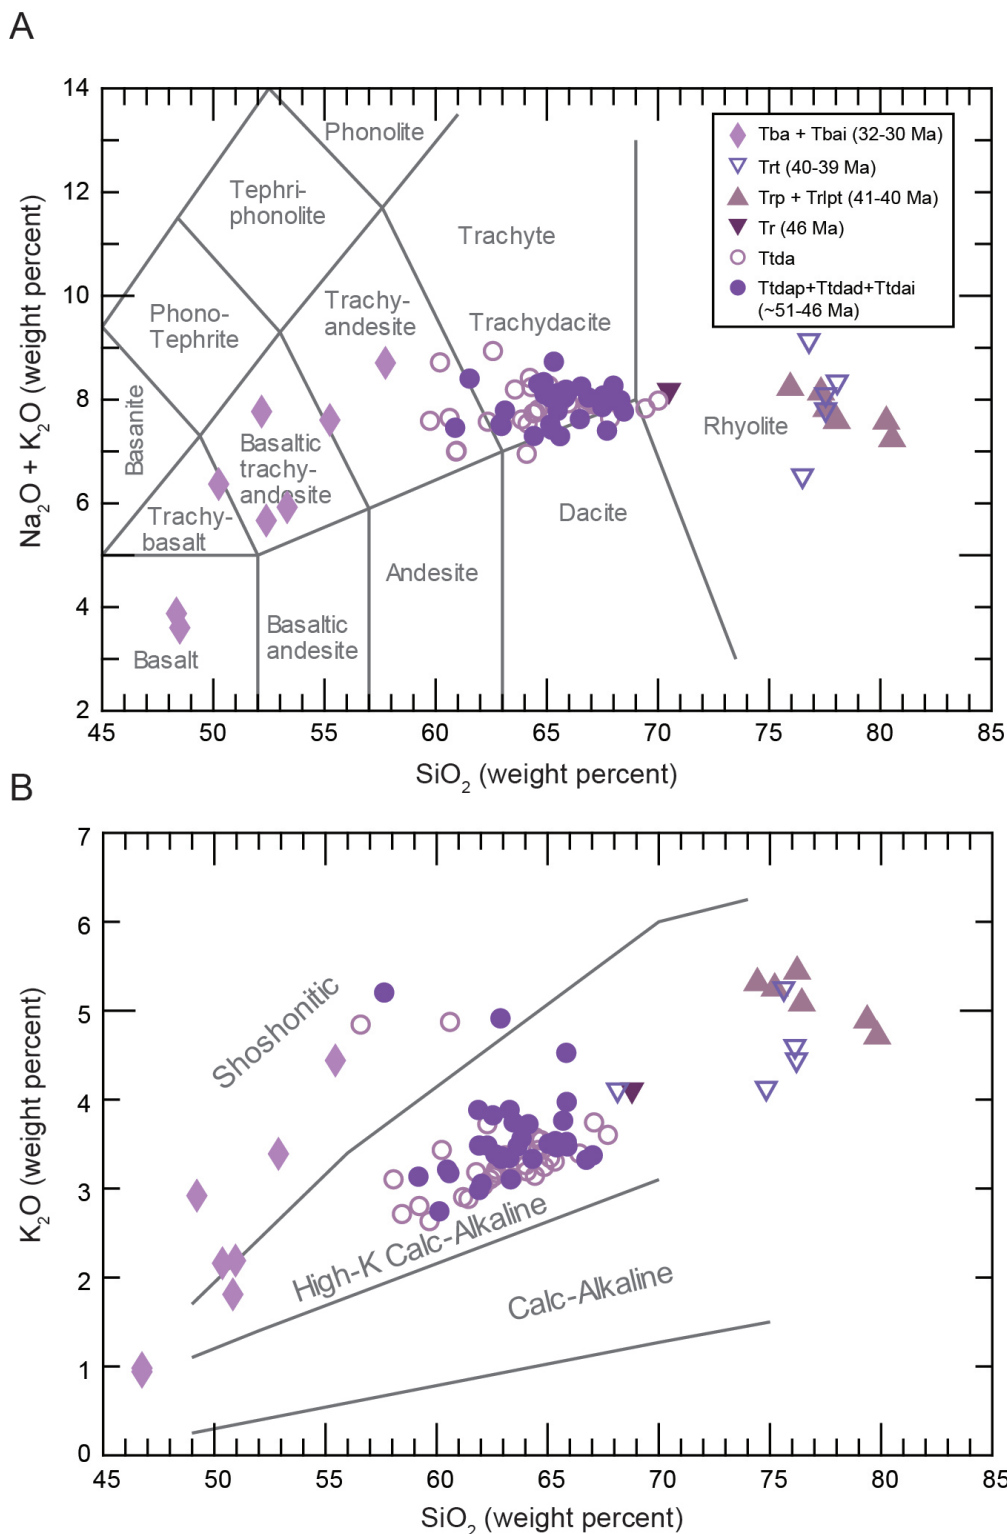 A
14
12
10
8
6
4
2
Na2O + K2O (weight percent)
Phonolite
Tephri-
phonolite
Trachyte
Phono-
Tephrite
Trachy-
andesite
Trachydacite
Basanite
Basaltic
trachy-
andesite
Rhyolite
Trachy-
basalt
Dacite
Andesite
Basaltic
andesite
Basalt
Tba + Tbai (32-30 Ma)
Trt (40-39 Ma)
Trp + Trlpt (41-40 Ma)
Tr (46 Ma)
Ttda
Ttdap+Ttdad+Ttdai
(~51-46 Ma)
45 50 55 60 65 70 75 80 85
SiO2 (weight percent)
B
7
6
5
4
3
2
1
0
K2O (weight percent)
Shoshonitic
High-K Calc-Alkaline
Calc-Alkaline
45 50 55 60 65 70 75 80 85
SiO2 (weight percent)